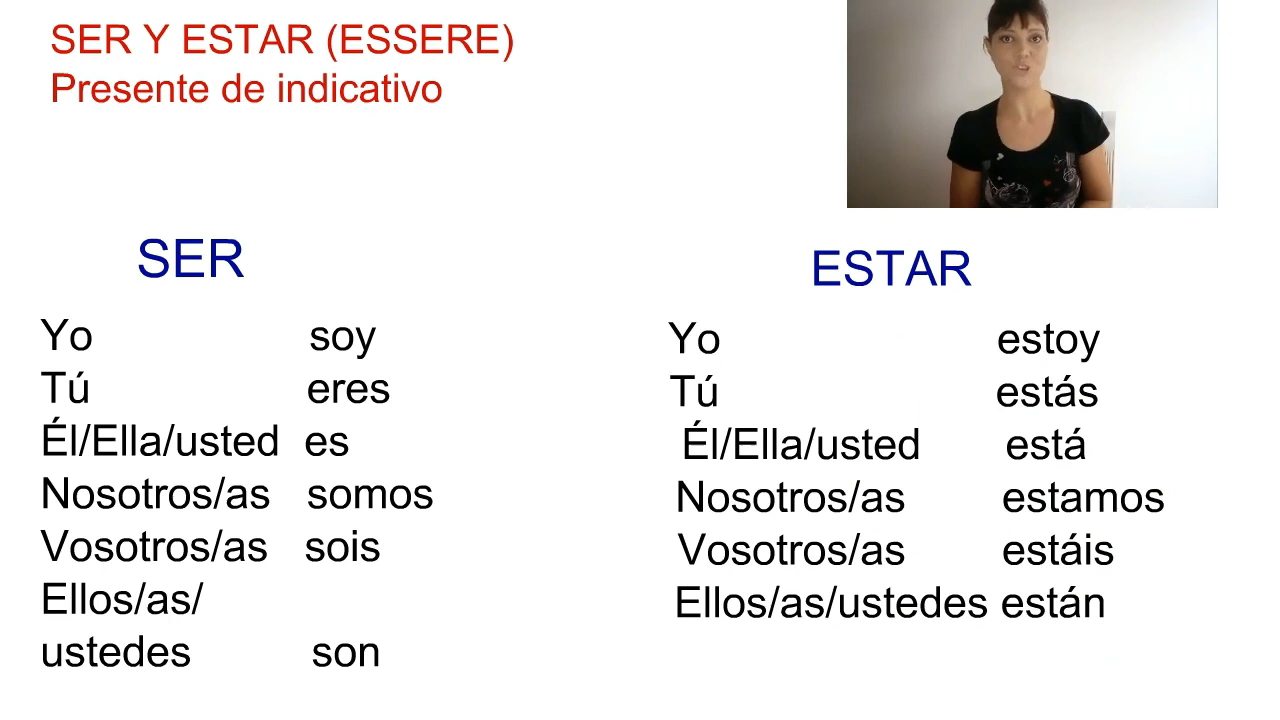 SER Y ESTAR (ESSERE)
Presente de indicativo
SER
Yo soy
Tú eres
Él/Ella/usted es
Nosotros/as somos
Vosotros/as sois
Ellos/as/
ustedes son
ESTAR
Yo estoy
Tú estás
Él/Ella/usted está
Nosotros/as estamos
Vosotros/as estáis
Ellos/as/ustedes están